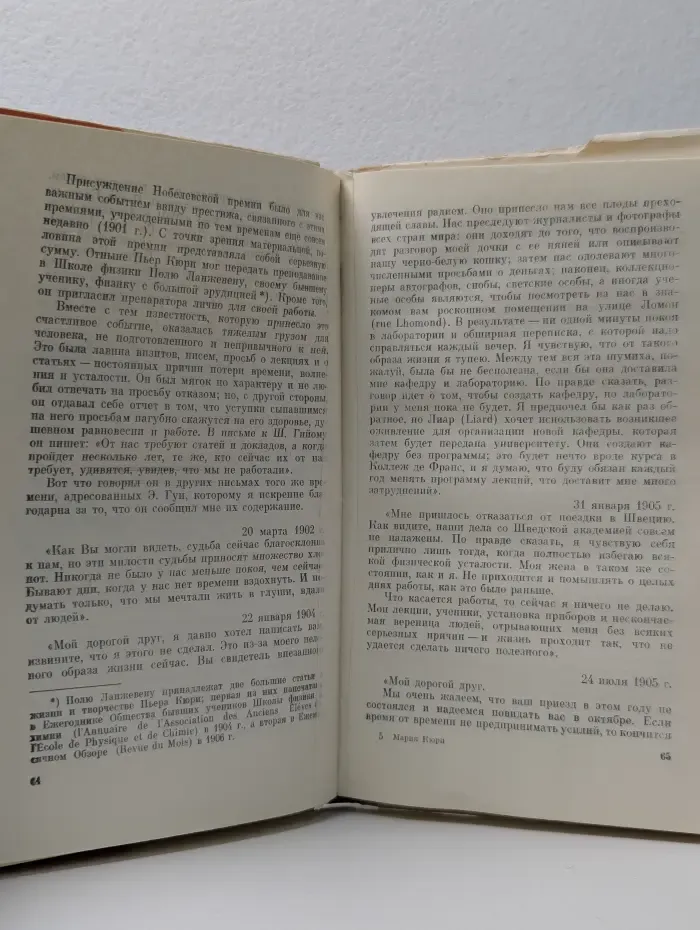 Присуждение Нобелевской премии было для нас
важным событием ввиду престижа, связанного с этими
премиями, учрежденными по тем временам еще совсем
недавно (1901 г.). С точки зрения материальной, по-
ловина этой премии представляла собой серьезную
сумму. Отныне Пьер Кюри мог передать преподавание
в Школе физики Полю Ланжевену, своему бывшему
ученику, физику с большой эрудицией*). Кроме того,
он пригласил препаратора лично для своей работы.
Вместе с тем известность, которую принесло это
счастливое событие, оказалась тяжелым грузом для
человека, не подготовленного и непривычного к ней.
Это была лавина визитов, писем, просьб о лекциях и о
статьях — постоянных причин потери времени, волне-
ния и усталости. Он был мягок по характеру и не лю-
бил отвечать на просьбу отказом; но, с другой стороны,
он отдавал себе отчет в том, что уступки сыпавшимся
на него просьбам пагубно скажутся на его здоровье, ду-
шевном равновесии и работе. В письме к Ш. Гийому
он пишет: «От нас требуют статей и докладов, а когда
пройдет несколько лет, те же, кто сейчас их от нас
требует, удивятся, увидев, что мы не работали».
Вот что говорил он в других письмах того же вре-
мени, адресованных Э. Гуи, которому я искренне бла-
годарна за то, что он сообщил мне их содержание.
20 марта 1902 г.
«Как Вы могли видеть, судьба сейчас благосклонна
к нам, но эти милости судьбы приносят множество хло-
пот. Никогда не было у нас меньше покоя, чем сейчас.
Бывают дни, когда у нас нет времени вздохнуть. И по-
думать только, что мы мечтали жить в глуши, вдали
от людей».
22 января 1904
«Мой дорогой друг, я давно хотел написать вам,
извините, что я этого не сделал. Это из-за моего неле-
пого образа жизни сейчас. Вы свидетель внезапного
*) Полю Ланжевену принадлежат две большие статьи о
жизни и творчестве Пьера Кюри; первая из них напечатана
в Ежегоднике Общества бывших учеников Школы физики и
химии (l'Annuaire de l'Association des Anciens Élèves de
l'École de Physique et de Chimie) в 1904 г., а вторая в Ежеме-
сячном Обзоре (Revue du Mois) в 1906 г.
64
увлечения радием. Оно принесло нам все плоды прехо-
дящей славы. Нас преследуют журналисты и фотографы
всех стран мира: они доходят до того, что воспроизво-
дят разговор моей дочки с ее няней или описывают
нашу черно-белую кошку; затем нас одолевают много-
численными просьбами о деньгах; наконец, коллекцио-
неры автографов, снобы, светские особы, а иногда уче-
ные особы являются, чтобы посмотреть на нас в зна-
комом вам роскошном помещении на улице Ломон
(rue Lhomond). В результате — ни одной минуты покоя
в лаборатории и обширная переписка, с которой надо
справляться каждый вечер. Я чувствую, что от такого
образа жизни я тупею. Между тем вся эта шумиха, по-
жалуй, была бы не бесполезна, если бы она доставила
мне кафедру и лабораторию. По правде сказать, раз-
говор идет о том, чтобы создать кафедру, но лаборато-
рии у меня пока не будет. Я предпочел бы как раз об-
ратное, но Лиар (Liard) хочет использовать возникшее
оживление для организации новой кафедры, которая
затем будет передана университету. Они создают ка-
федру без программы; это будет нечто вроде курса в
Коллеж де Франс, и я думаю, что буду обязан каждый
год менять программу лекций, что доставит мне много
затруднений».
31 января 1905 г.
«Мне пришлось отказаться от поездки в Швецию.
Как видите, наши дела со Шведской академией совсем
не налажены. По правде сказать, я чувствую себя
прилично лишь тогда, когда полностью избегаю вся-
кой физической усталости. Моя жена в таком же со-
стоянии, как и я. Не приходится и помышлять о целых
днях работы, как это было раньше.
Что касается работы, то сейчас я ничего не делаю.
Мои лекции, ученики, установка приборов и нескончае-
мая вереница людей, отрывающих меня без всяких
серьезных причин — и жизнь проходит так, что не
удается сделать ничего полезного».
24 июля 1905 г.
«Мой дорогой друг.
Мы очень жалеем, что ваш приезд в этом году не
состоялся и надеемся повидать вас в октябре. Если
время от времени не предпринимать усилий, то кончится
5 Мария Кюри
65